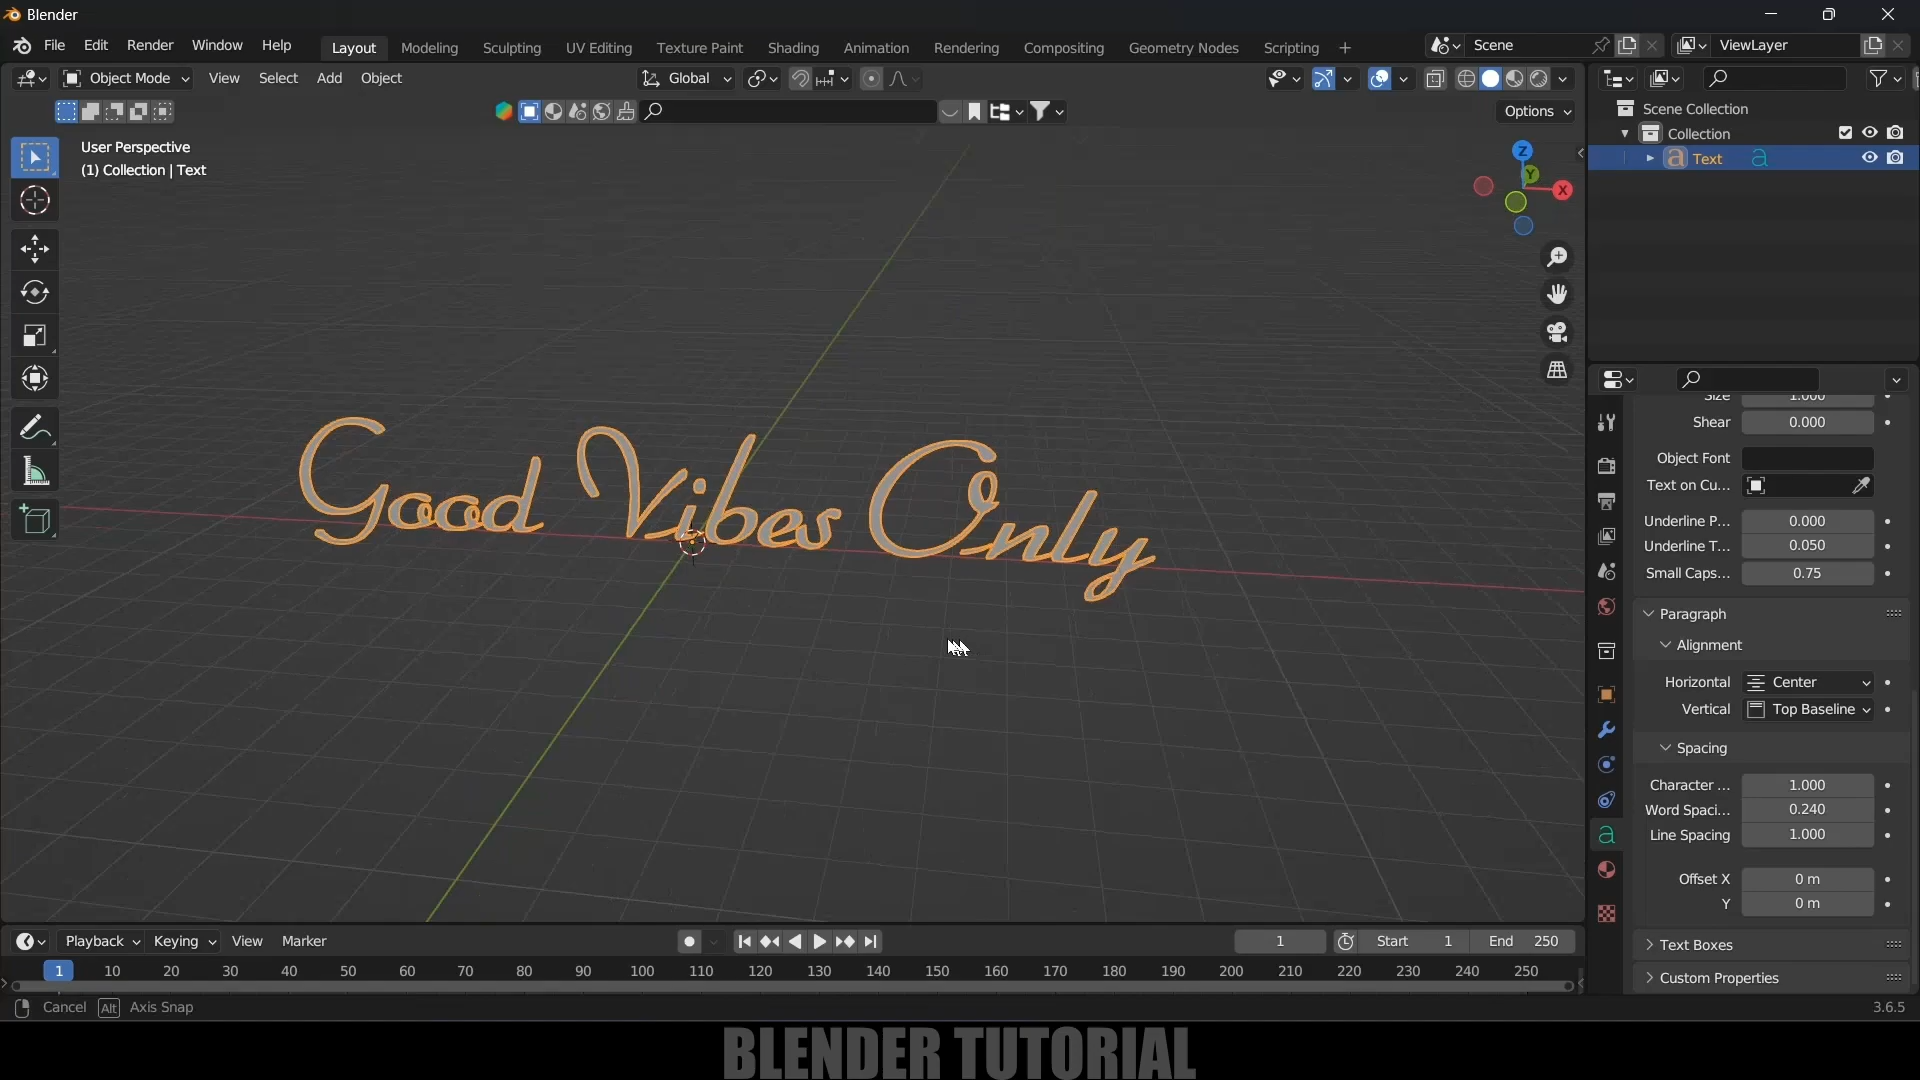 Blender
File Edit Render Window Help Layout Modeling Sculpting UV Editing Texture Paint Shading Animation Rendering Compositing Geometry Nodes Scripting + Scene ViewLayer
Object Mode View Select Add Object Global
Options
User Perspective
(1) Collection | Text
Z
Y
X
Good Vibes Only
Scene Collection
Collection
Text
Size 1.000
Shear 0.000
Object Font
Text on Cu...
Underline P... 0.000
Underline T... 0.050
Small Caps... 0.75
Paragraph
Alignment
Horizontal Center
Vertical Top Baseline
Spacing
Character ... 1.000
Word Spaci... 0.240
Line Spacing 1.000
Offset X 0 m
Y 0 m
Text Boxes
Custom Properties
Playback Keying View Marker 1 Start 1 End 250
1 10 20 30 40 50 60 70 80 90 100 110 120 130 140 150 160 170 180 190 200 210 220 230 240 250
Cancel Alt Axis Snap 3.6.5
BLENDER TUTORIAL